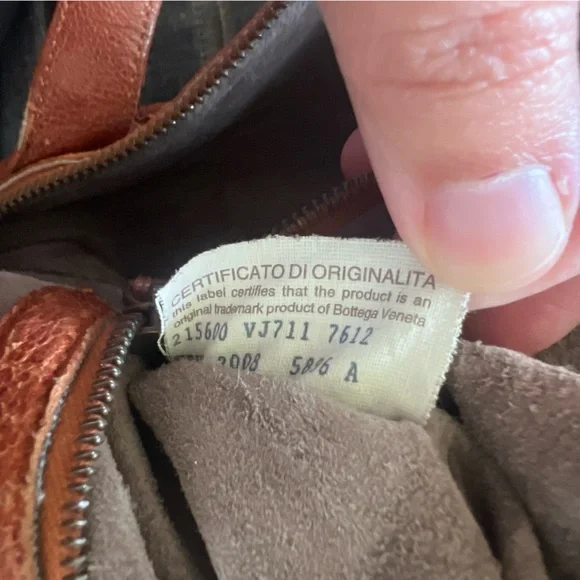 CERTIFICATO DI ORIGINALITA
this label certifies that the product is an
original trademark product of Bottega Veneta
215600 VJ711 7612
2008 5876 A